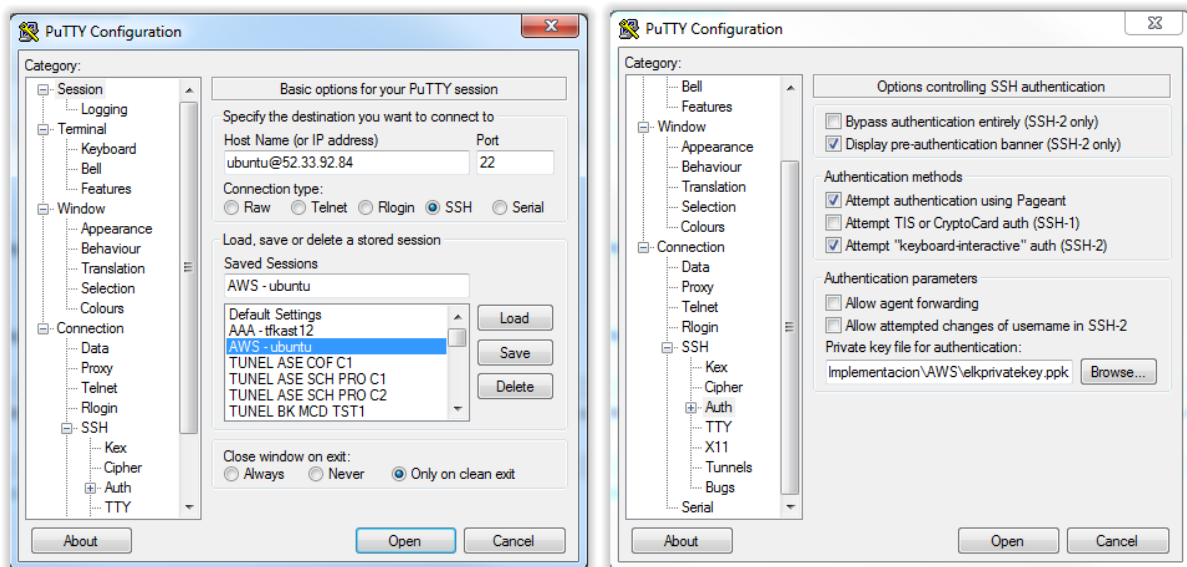 PuTTY Configuration
Category:
Session
Logging
Terminal
Keyboard
Bell
Features
Window
Appearance
Behaviour
Translation
Selection
Colours
Connection
Data
Proxy
Telnet
Rlogin
SSH
Kex
Cipher
Auth
TTY
Basic options for your PuTTY session
Specify the destination you want to connect to
Host Name (or IP address) Port
ubuntu@52.33.92.84 22
Connection type:
Raw Telnet Rlogin SSH Serial
Load, save or delete a stored session
Saved Sessions
AWS - ubuntu
Default Settings
AAA - tfkast12
AWS - ubuntu
TUNEL ASE COF C1
TUNEL ASE SCH PRO C1
TUNEL ASE SCH PRO C2
TUNEL BK MCD TST1
Load
Save
Delete
Close window on exit:
Always Never Only on clean exit
About Open Cancel
PuTTY Configuration
Category:
Bell
Features
Window
Appearance
Behaviour
Translation
Selection
Colours
Connection
Data
Proxy
Telnet
Rlogin
SSH
Kex
Cipher
Auth
TTY
X11
Tunnels
Bugs
Serial
Options controlling SSH authentication
Bypass authentication entirely (SSH-2 only)
Display pre-authentication banner (SSH-2 only)
Authentication methods
Attempt authentication using Pageant
Attempt TIS or CryptoCard auth (SSH-1)
Attempt "keyboard-interactive" auth (SSH-2)
Authentication parameters
Allow agent forwarding
Allow attempted changes of username in SSH-2
Private key file for authentication:
Implementacion\AWS\elkprivatekey.ppk Browse...
About Open Cancel